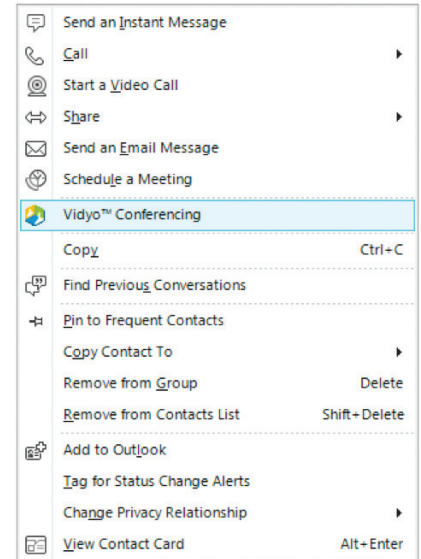 Send an Instant Message
Call
Start a Video Call
Share
Send an Email Message
Schedule a Meeting
Vidyo™ Conferencing
Copy Ctrl+C
Find Previous Conversations
Pin to Frequent Contacts
Copy Contact To
Remove from Group Delete
Remove from Contacts List Shift+Delete
Add to Outlook
Tag for Status Change Alerts
Change Privacy Relationship
View Contact Card Alt+Enter